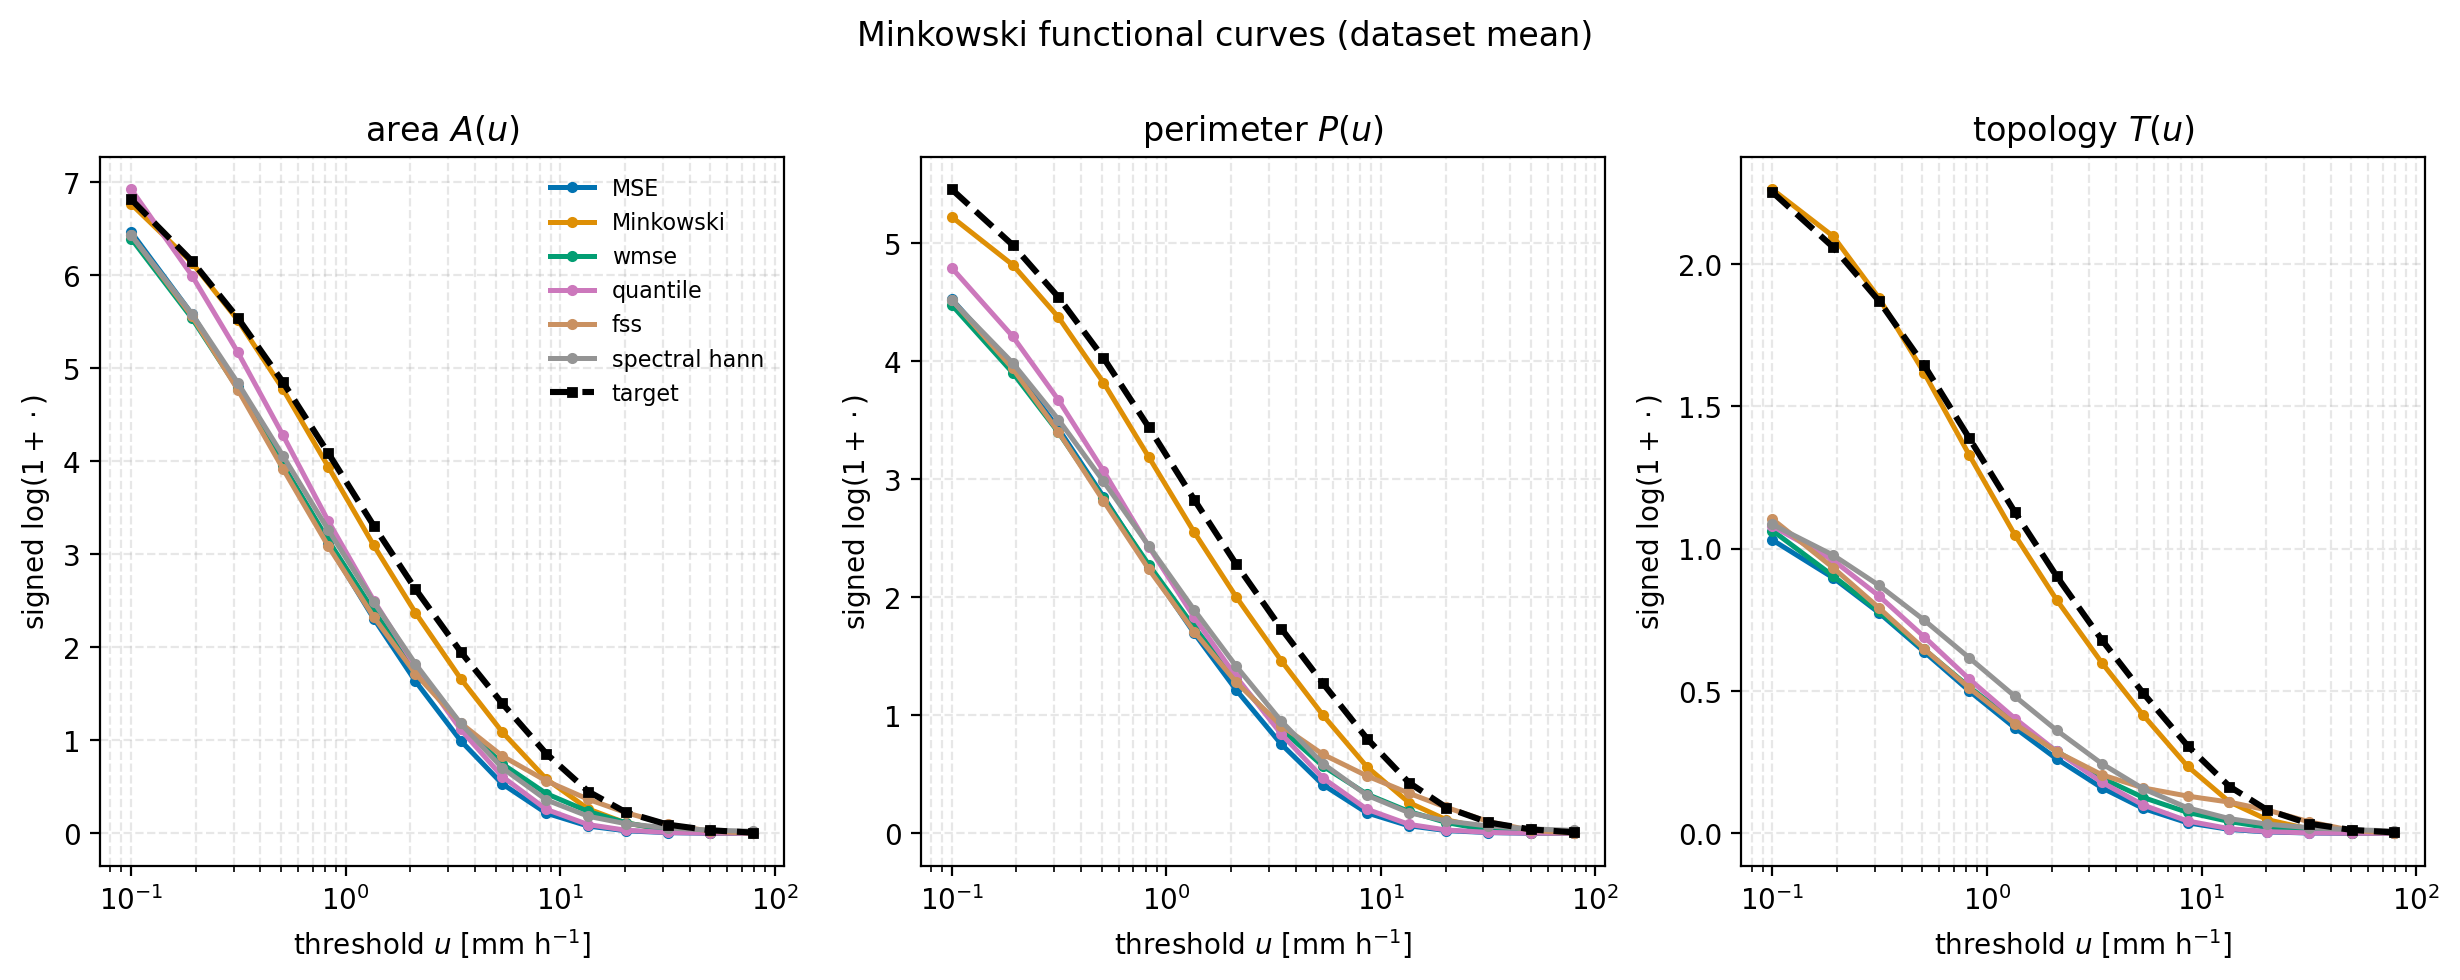 Minkowski functional curves (dataset mean)
area A(u)
signed log(1 + · )
7
6
5
4
3
2
1
0
MSE
Minkowski
wmse
quantile
fss
spectral hann
target
10⁻¹ 10⁰ 10¹ 10²
threshold u [mm h⁻¹]
perimeter P(u)
signed log(1 + · )
5
4
3
2
1
0
10⁻¹ 10⁰ 10¹ 10²
threshold u [mm h⁻¹]
topology T(u)
signed log(1 + · )
2.0
1.5
1.0
0.5
0.0
10⁻¹ 10⁰ 10¹ 10²
threshold u [mm h⁻¹]